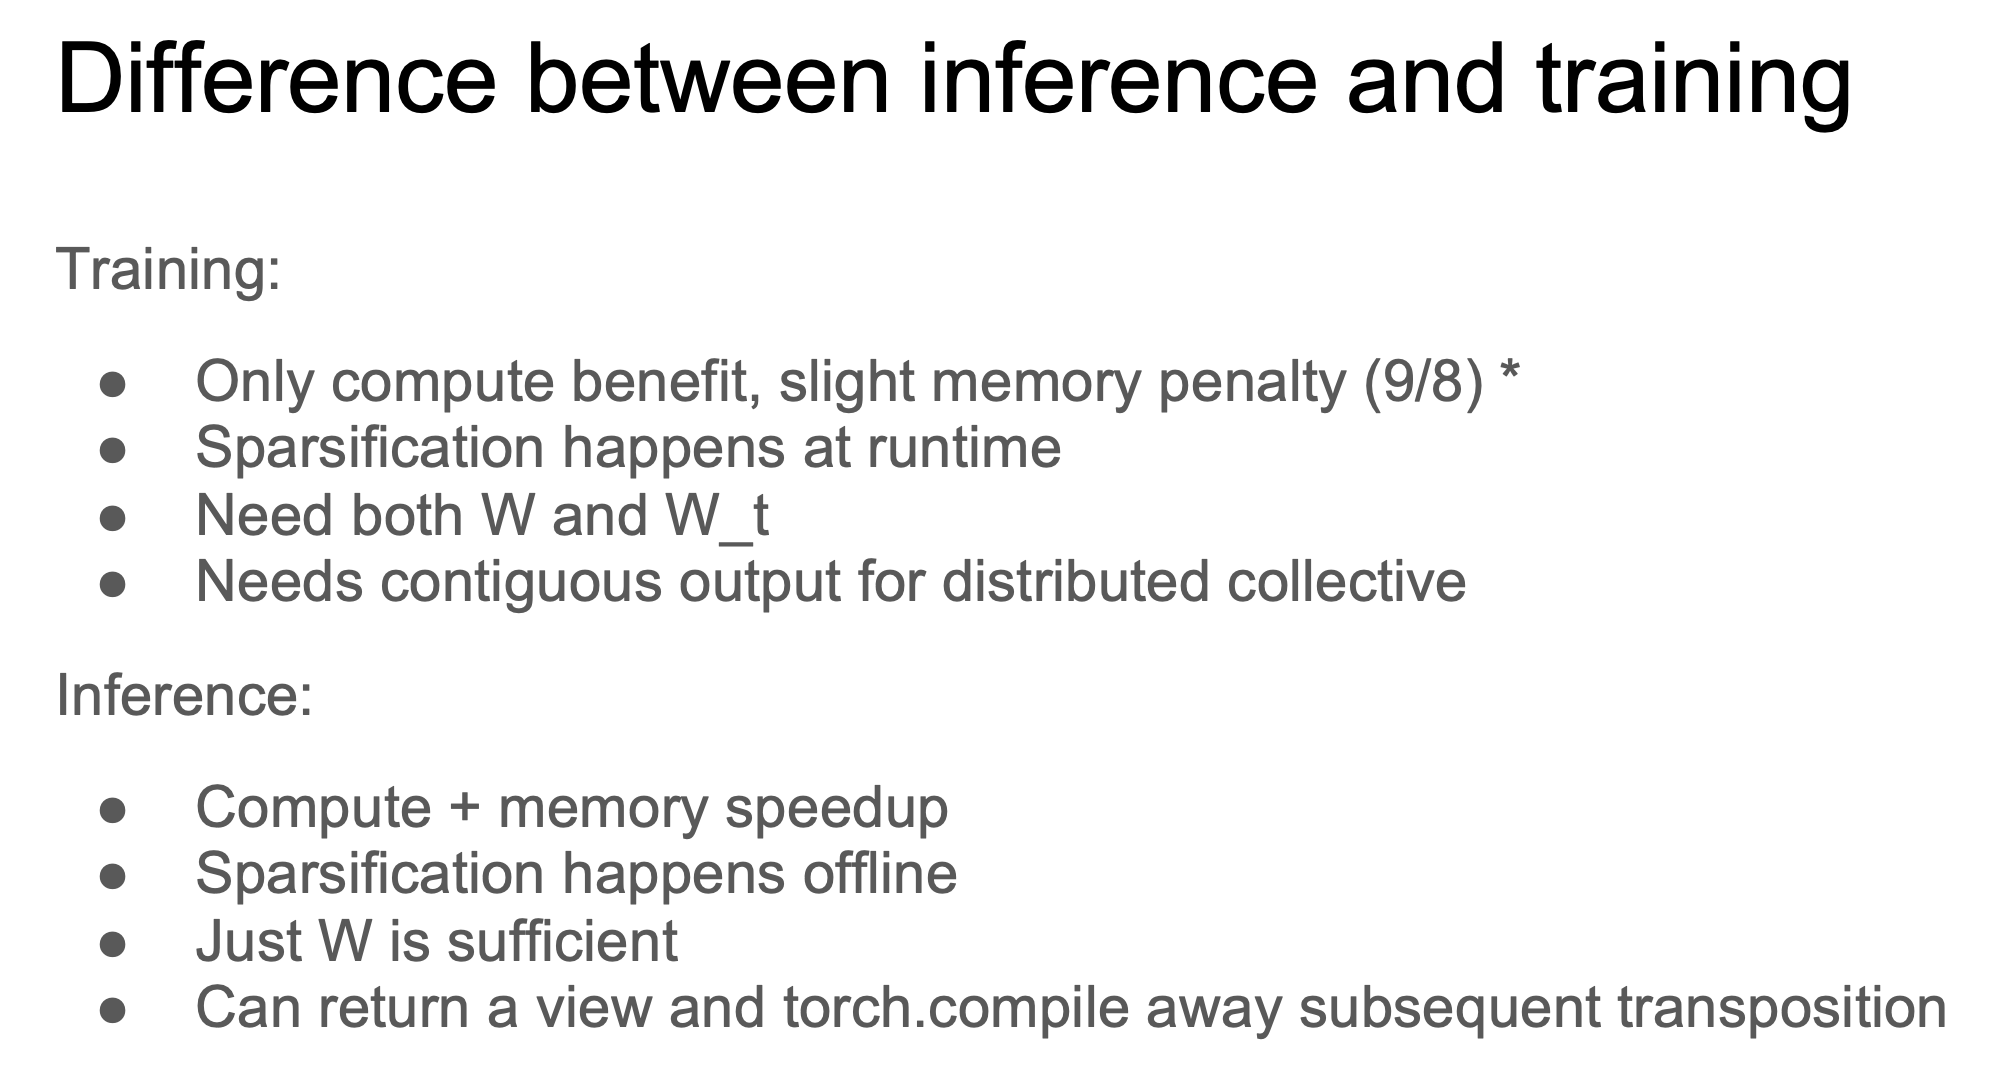 Difference between inference and training
Training:
● Only compute benefit, slight memory penalty (9/8) *
● Sparsification happens at runtime
● Need both W and W_t
● Needs contiguous output for distributed collective
Inference:
● Compute + memory speedup
● Sparsification happens offline
● Just W is sufficient
● Can return a view and torch.compile away subsequent transposition